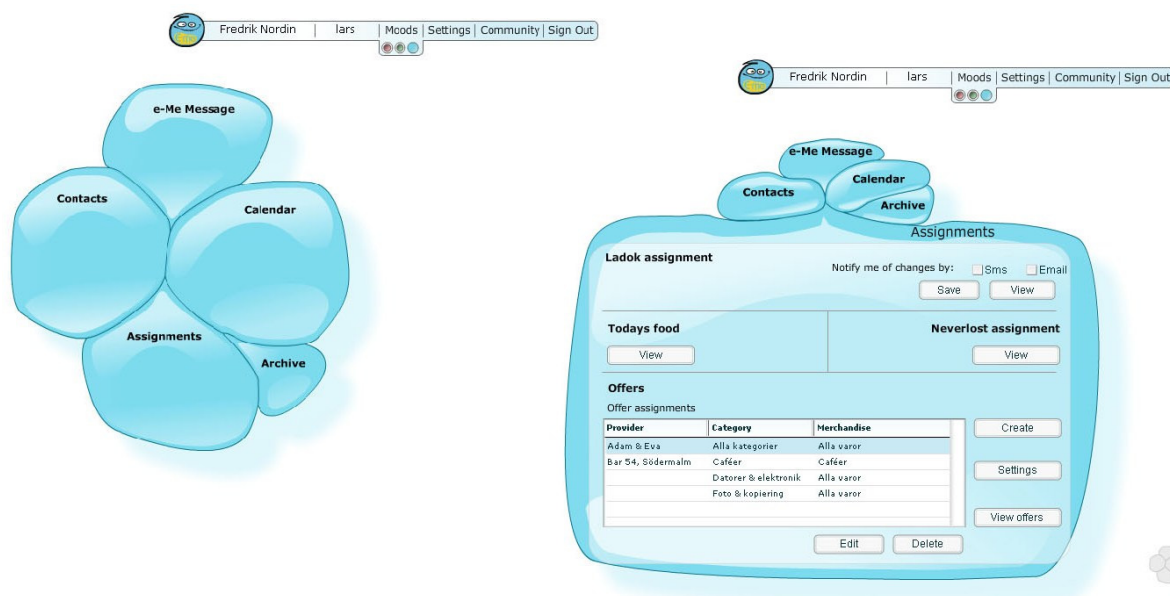 Fredrik Nordin | lars | Moods | Settings | Community | Sign Out
e-Me Message
Contacts
Calendar
Assignments
Archive
Fredrik Nordin | lars | Moods | Settings | Community | Sign Out
e-Me Message
Contacts
Calendar
Archive
Assignments
Ladok assignment
Notify me of changes by: Sms Email
Save View
Todays food Neverlost assignment
View View
Offers
Offer assignments
Provider Category Merchandise
Create
Adam & Eva Alla kategorier Alla varor
Bar 54, Södermalm Caféer Caféer
Settings
Datorer & elektronik Alla varor
Foto & kopiering Alla varor
View offers
Edit Delete